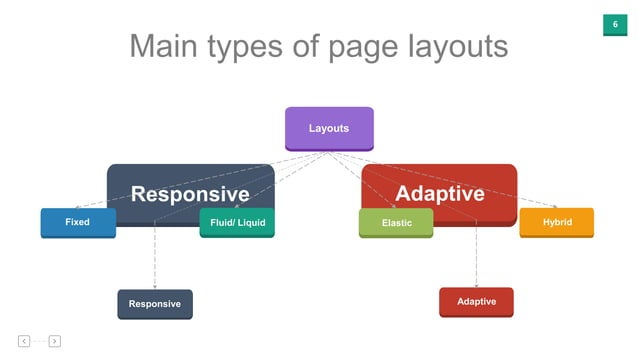 6
Main types of page layouts
Layouts
Responsive
Adaptive
Fixed
Fluid/ Liquid
Elastic
Hybrid
Responsive
Adaptive